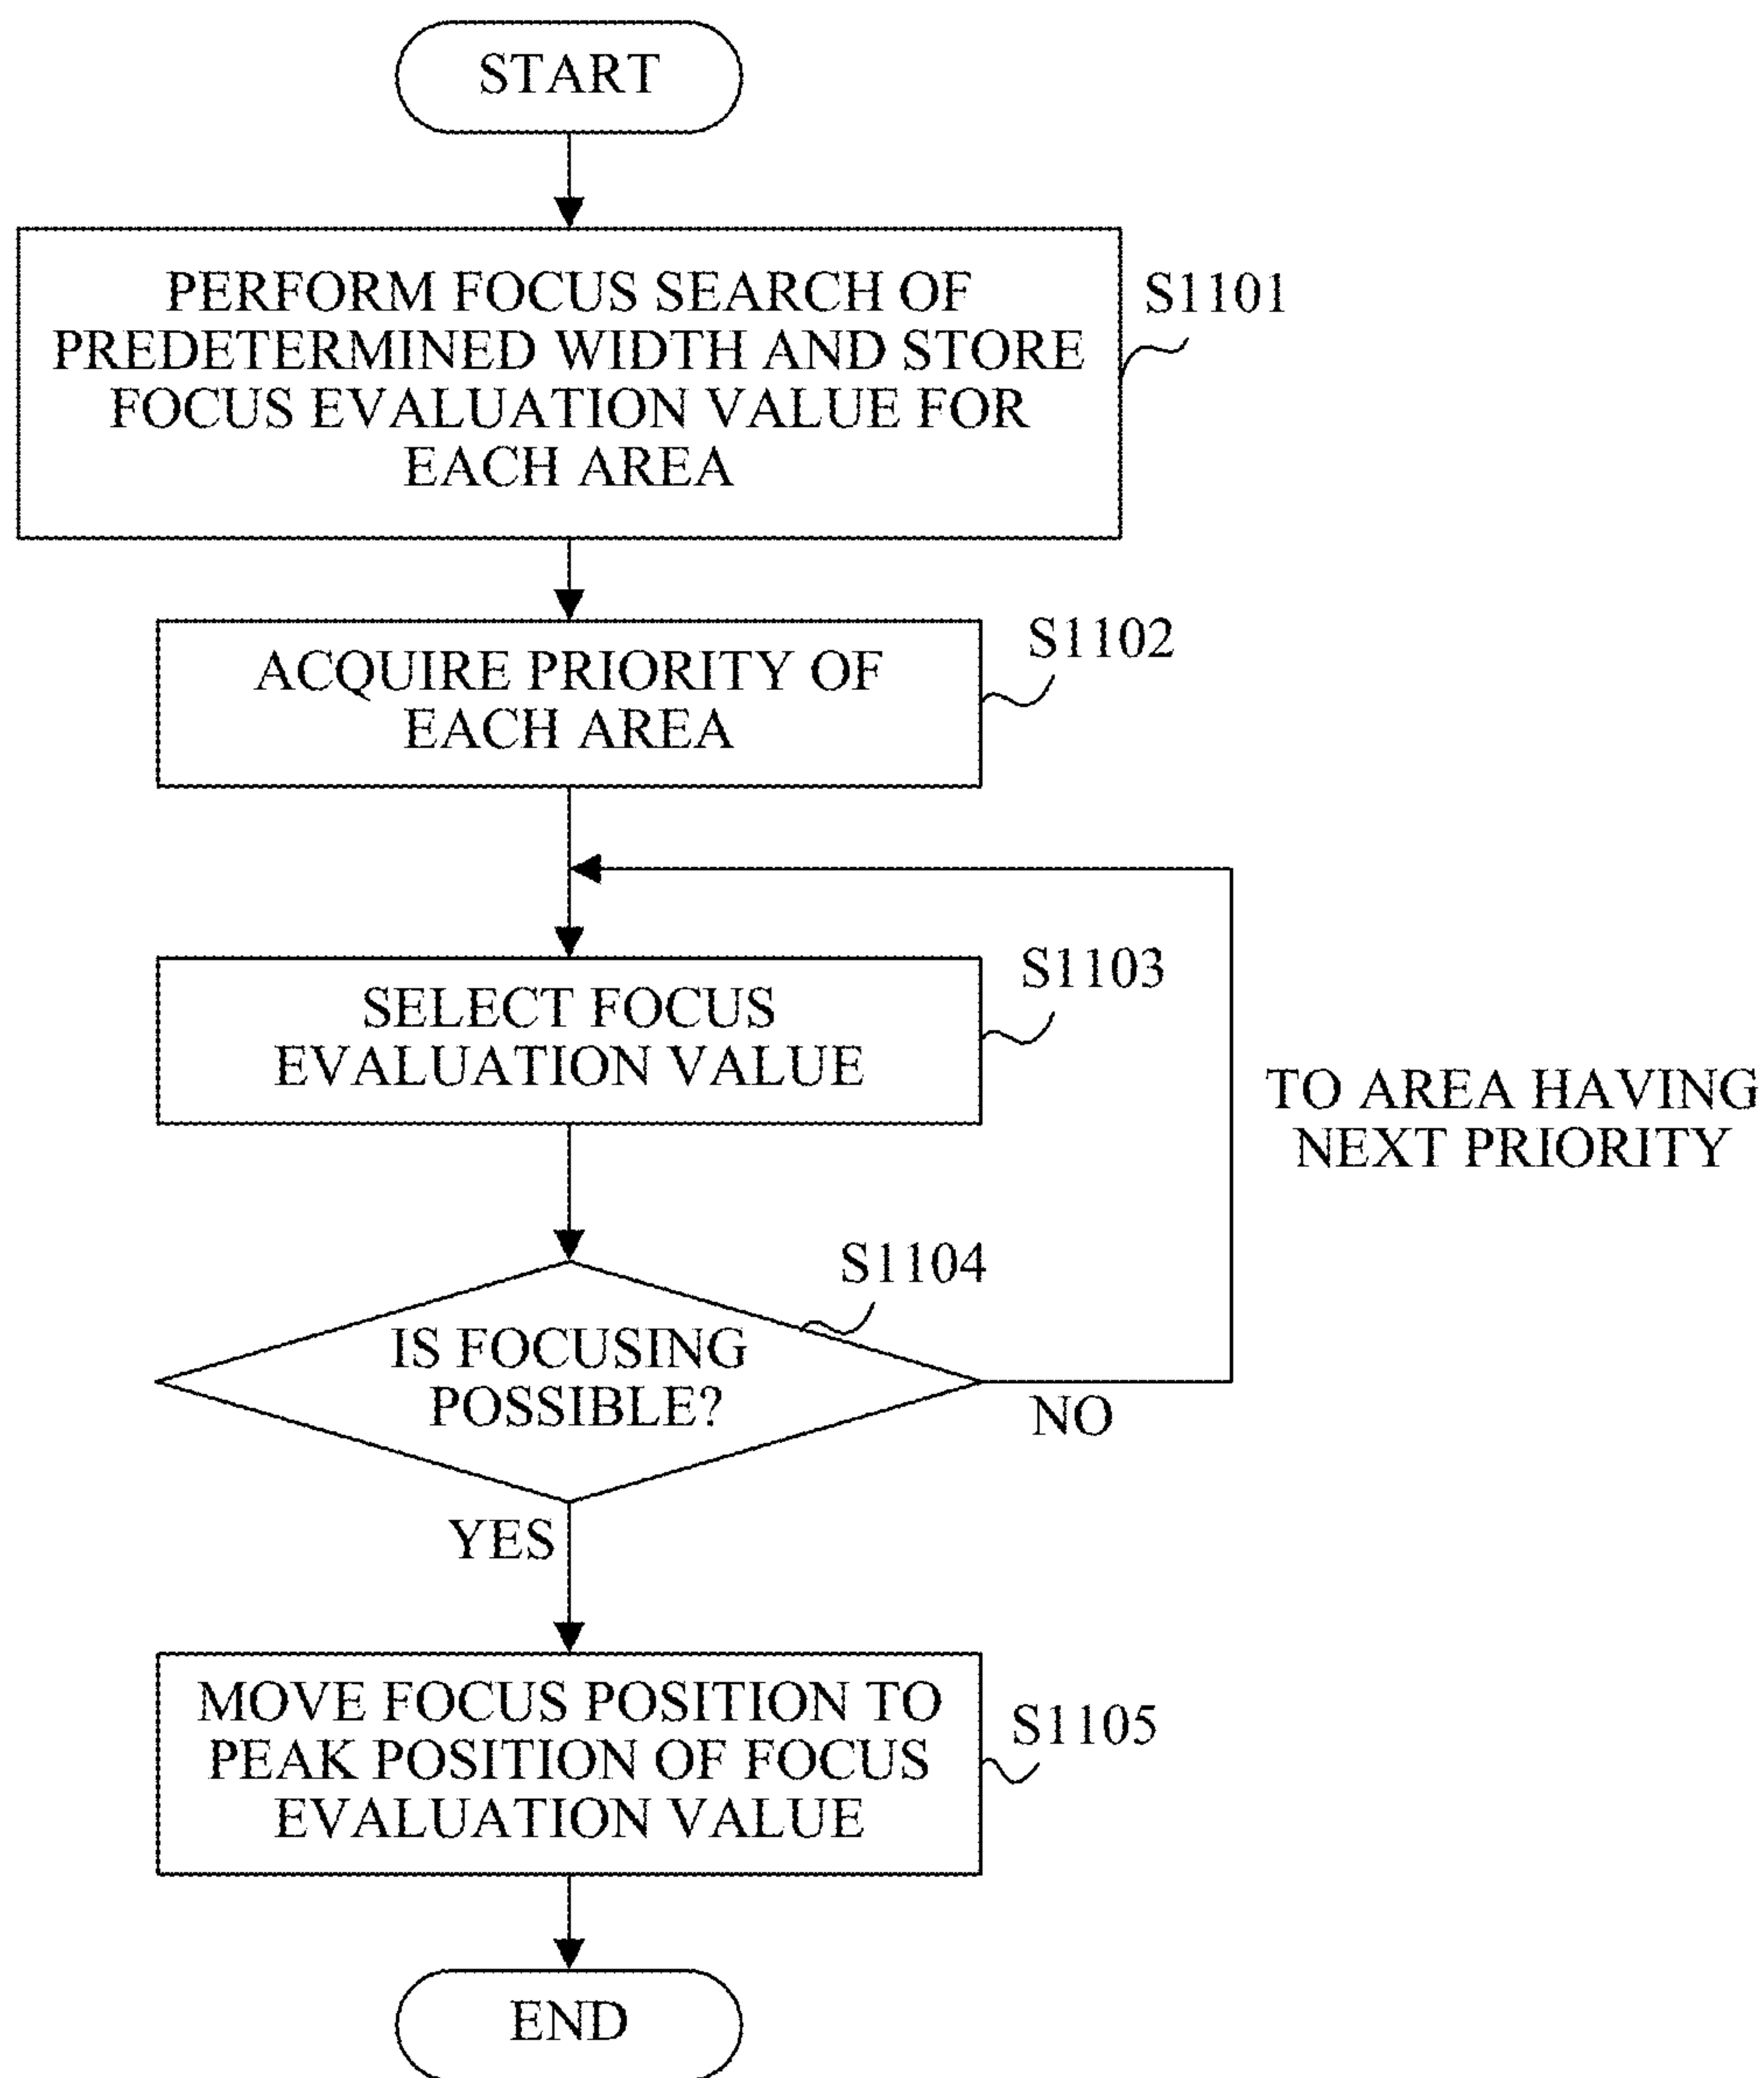 START
PERFORM FOCUS SEARCH OF
PREDETERMINED WIDTH AND STORE
FOCUS EVALUATION VALUE FOR
EACH AREA
S1101
ACQUIRE PRIORITY OF
EACH AREA
S1102
SELECT FOCUS
EVALUATION VALUE
S1103
TO AREA HAVING
NEXT PRIORITY
IS FOCUSING
POSSIBLE?
S1104
NO
YES
MOVE FOCUS POSITION TO
PEAK POSITION OF FOCUS
EVALUATION VALUE
S1105
END